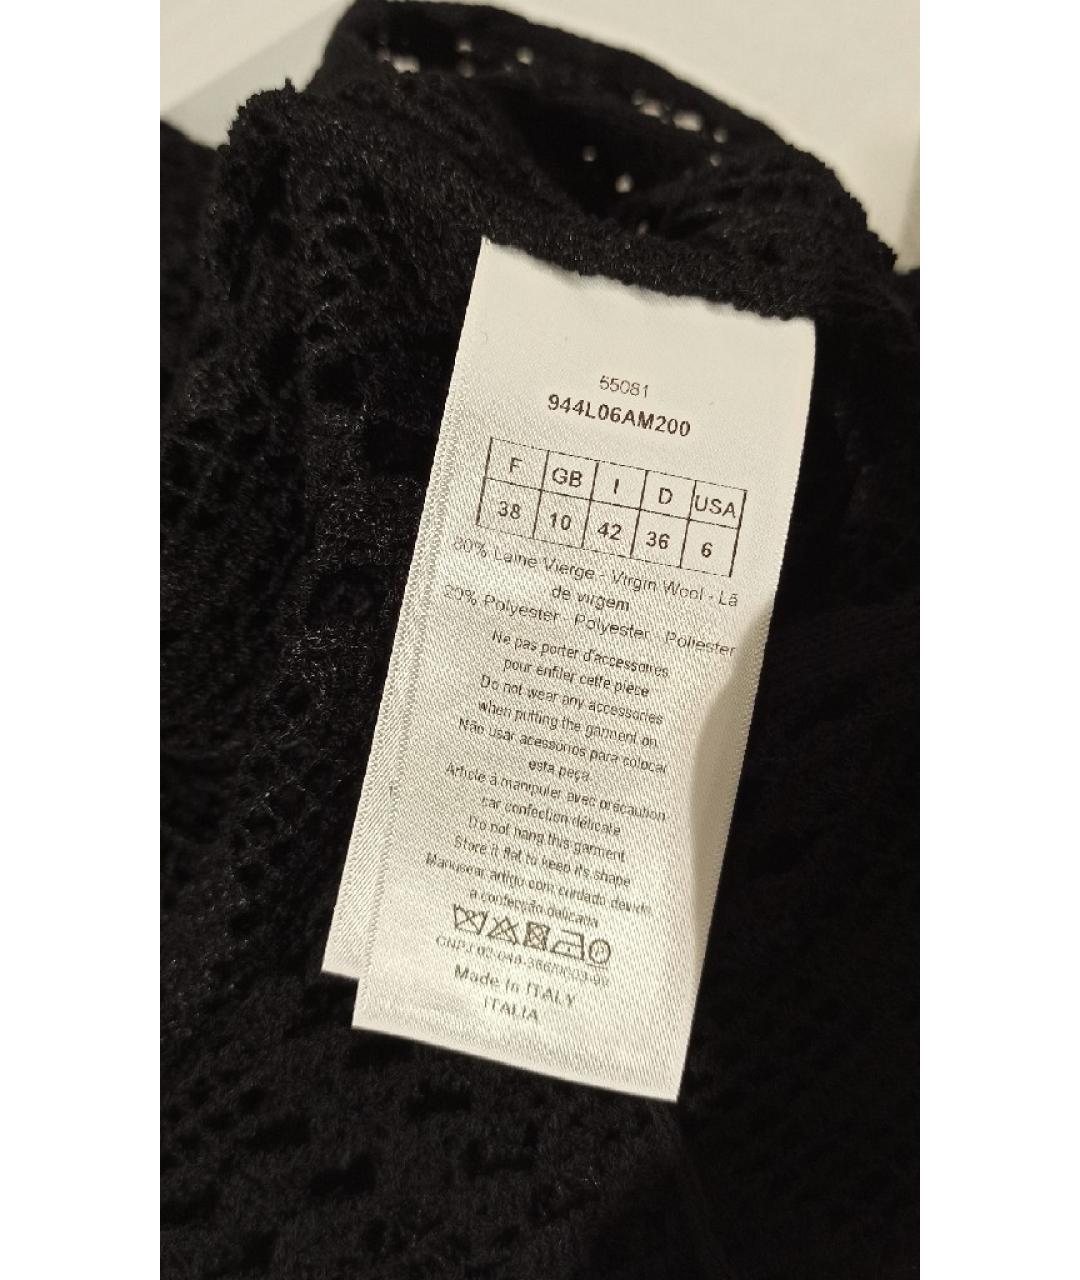 55081
944L06AM200
F GB I D USA
38 10 42 36 6
80% Laine Vierge - Virgin Wool - Lã
de virgem
20% Polyester - Polyester - Poliester
Ne pas porter d'accessoires
pour enfiler cette pièce
Do not wear any accessories
when putting the garment on.
Não usar acessorios para colocar
esta peça.
Article à manipuler avec précaution
car confection délicate
Do not hang this garment
Store it flat to keep it's shape
Manusear artigo com cuidado devido
a confecção delicada
P
Made in ITALY
ITALIA